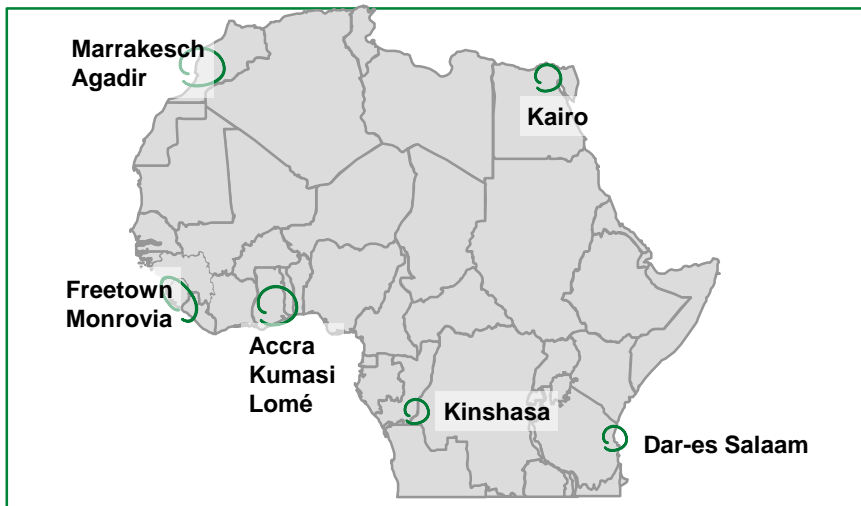 Marrakesch
Agadir
Kairo
Freetown
Monrovia
Accra
Kumasi
Lomé
Kinshasa
Dar-es Salaam